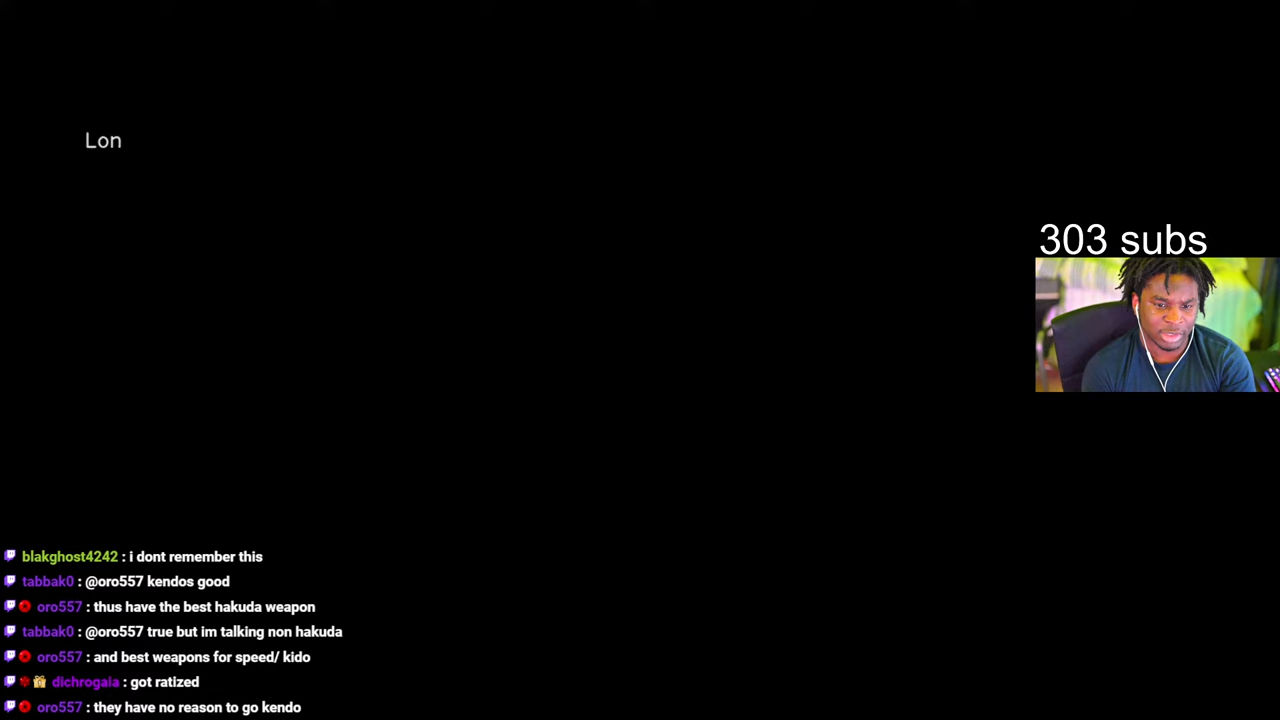 Lon
303 subs
blakghost4242 : i dont remember this
tabbak0 : @oro557 kendos good
oro557 : thus have the best hakuda weapon
tabbak0 : @oro557 true but im talking non hakuda
oro557 : and best weapons for speed/ kido
dichrogaia : got ratized
oro557 : they have no reason to go kendo